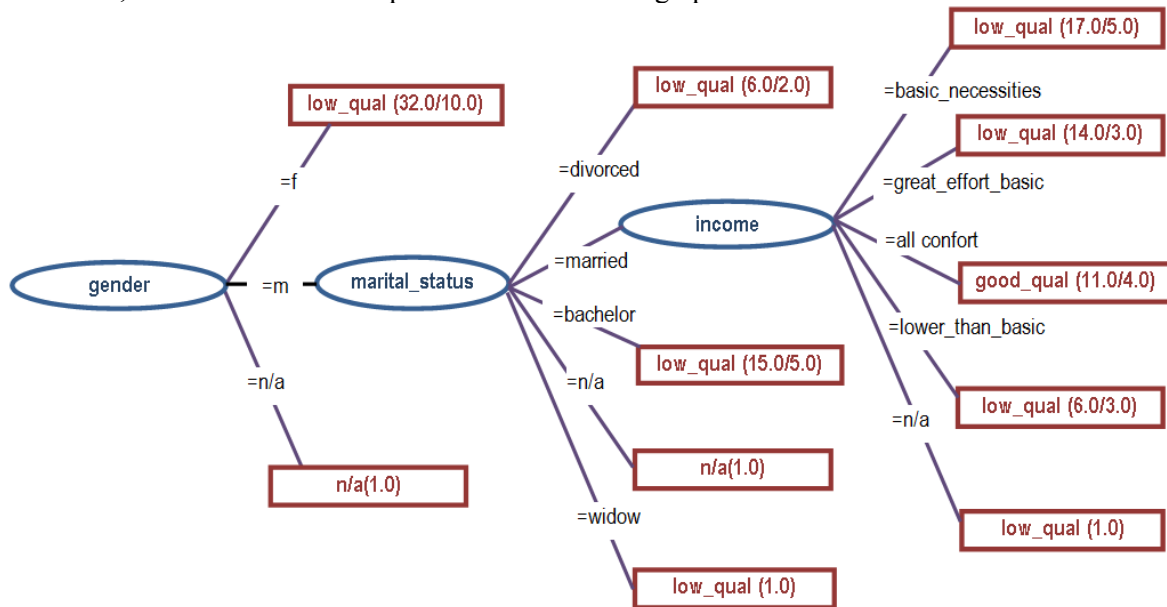 low_qual (17.0/5.0)
low_qual (6.0/2.0)
low_qual (32.0/10.0)
=basic_necessities
low_qual (14.0/3.0)
=divorced
=f
=great_effort_basic
income
=all confort
=married
gender
=m
marital_status
good_qual (11.0/4.0)
=bachelor
=lower_than_basic
low_qual (15.0/5.0)
=n/a
=n/a
low_qual (6.0/3.0)
=n/a
n/a(1.0)
n/a(1.0)
=widow
low_qual (1.0)
low_qual (1.0)